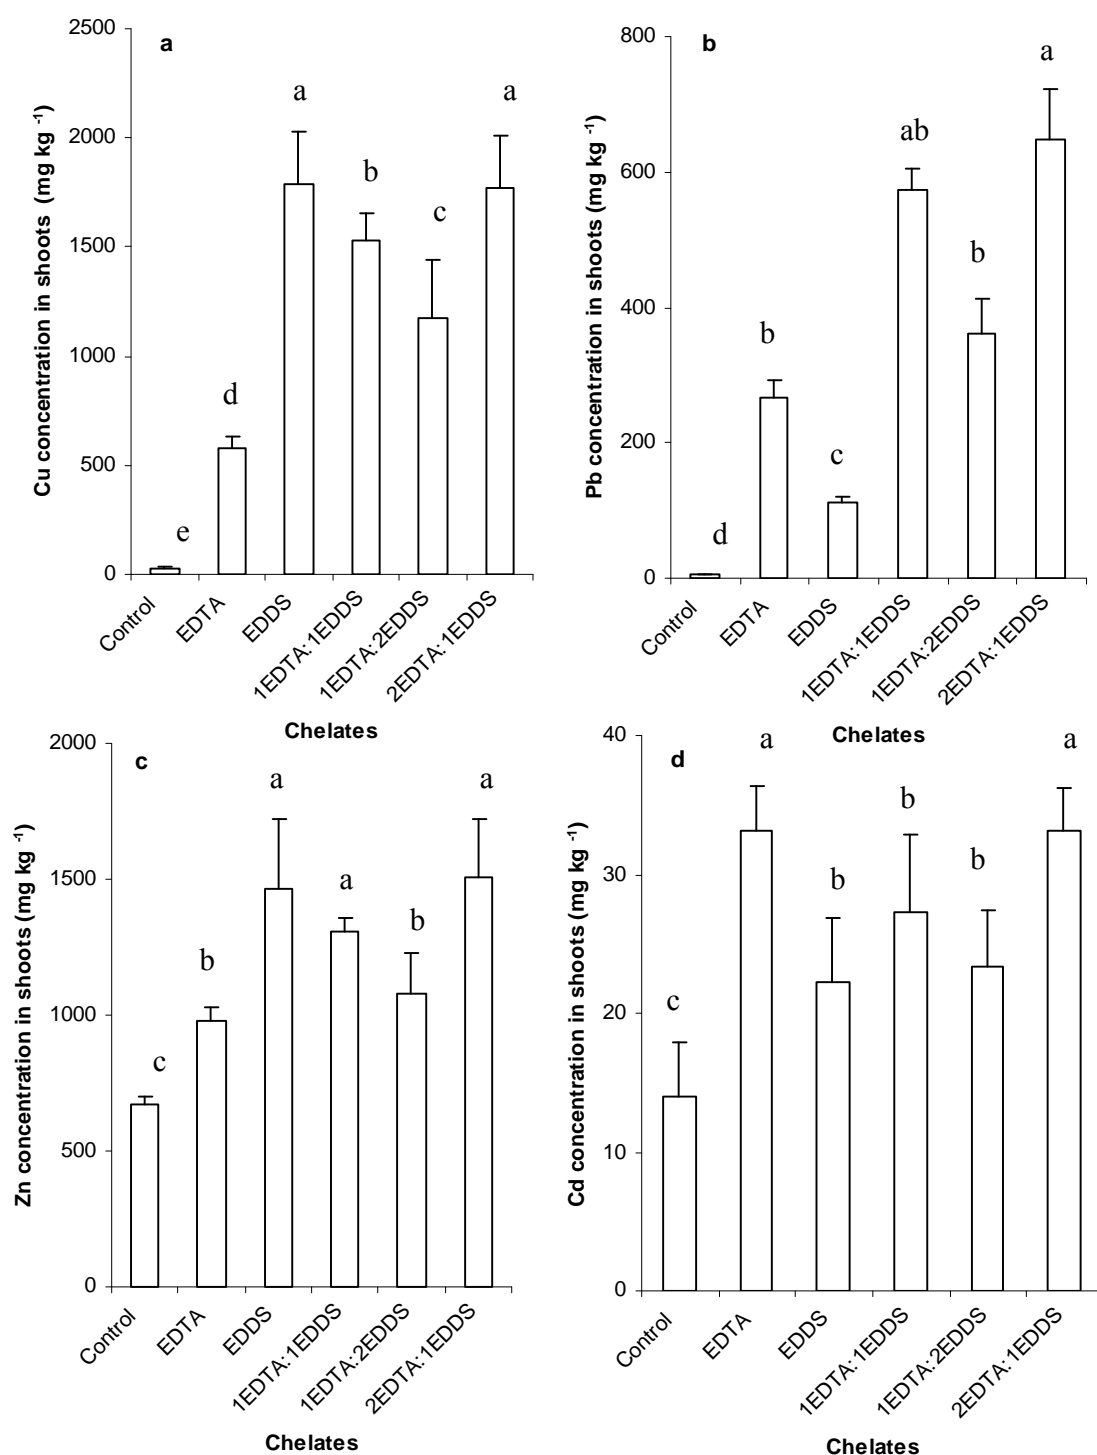 a
Cu concentration in shoots (mg kg -1)
2500
2000
1500
1000
500
0
e
d
a
b
c
a
Control
EDTA
EDDS
1EDTA:1EDDS
1EDTA:2EDDS
2EDTA:1EDDS
Chelates
b
Pb concentration in shoots (mg kg -1)
800
600
400
200
0
d
b
c
ab
b
a
Control
EDTA
EDDS
1EDTA:1EDDS
1EDTA:2EDDS
2EDTA:1EDDS
Chelates
c
Zn concentration in shoots (mg kg -1)
2000
1500
1000
500
0
c
b
a
a
b
a
Control
EDTA
EDDS
1EDTA:1EDDS
1EDTA:2EDDS
2EDTA:1EDDS
Chelates
d
Cd concentration in shoots (mg kg -1)
40
30
20
10
0
c
a
b
b
b
a
Control
EDTA
EDDS
1EDTA:1EDDS
1EDTA:2EDDS
2EDTA:1EDDS
Chelates